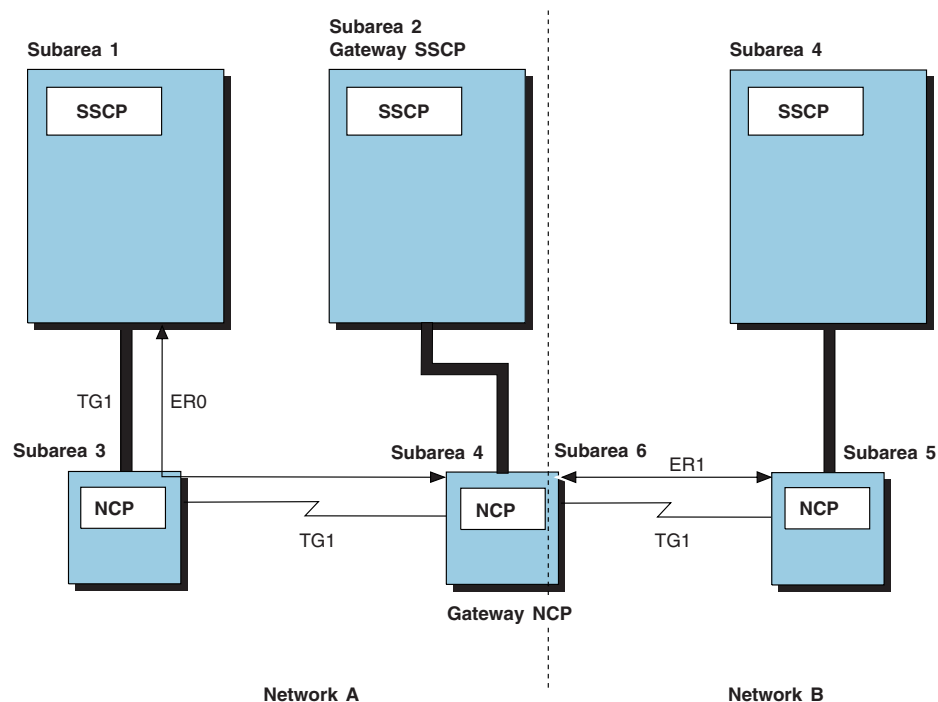 Subarea 1
Subarea 2
Gateway SSCP
Subarea 4
SSCP
SSCP
SSCP
TG1
ER0
Subarea 3
Subarea 4
Subarea 6
ER1
Subarea 5
NCP
NCP
NCP
TG1
TG1
Gateway NCP
Network A
Network B